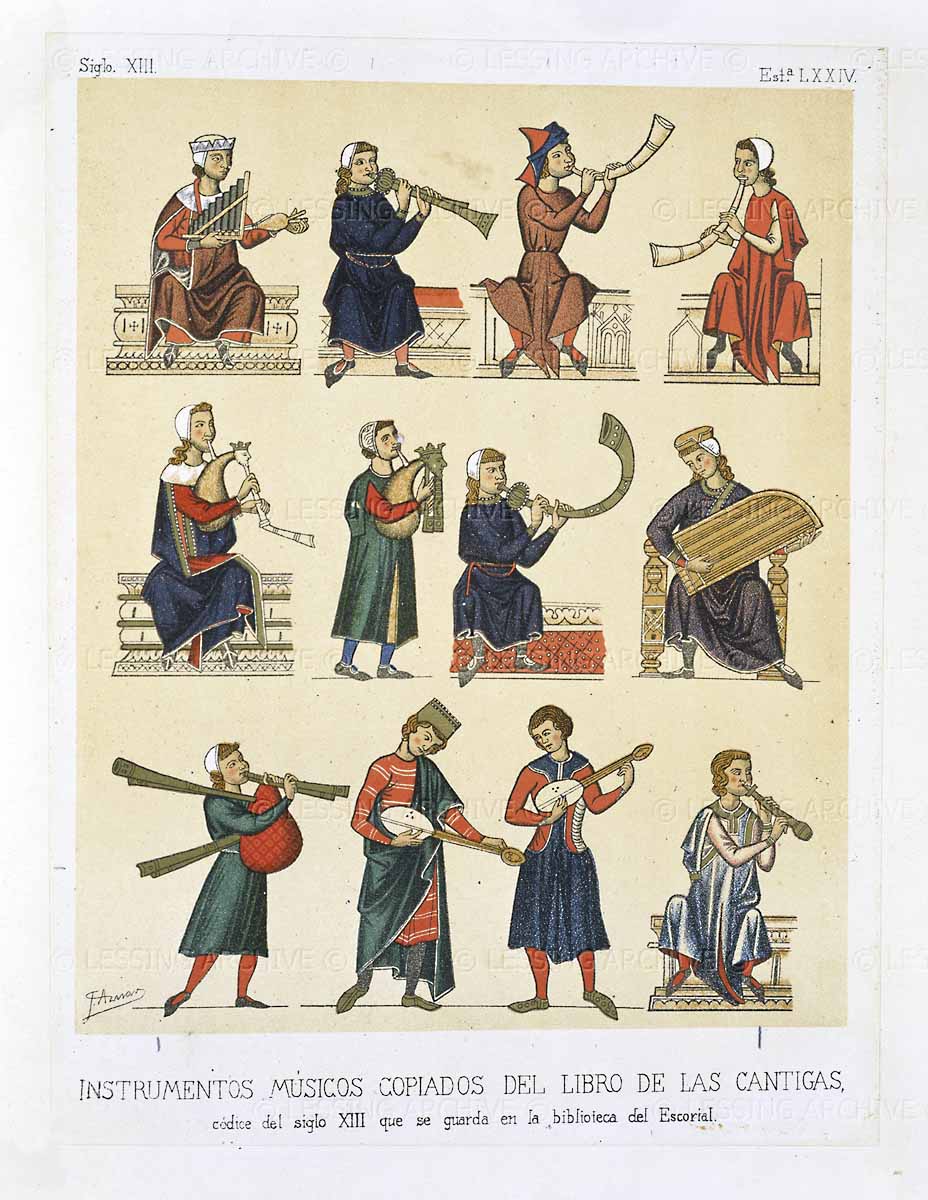 © LESSING ARCHIVE ©
Siglo. XIII.
Est.ª LXXIV.
F. Aznar
INSTRUMENTOS MÚSICOS COPIADOS DEL LIBRO DE LAS CANTIGAS,
códice del siglo XIII que se guarda en la biblioteca del Escorial.